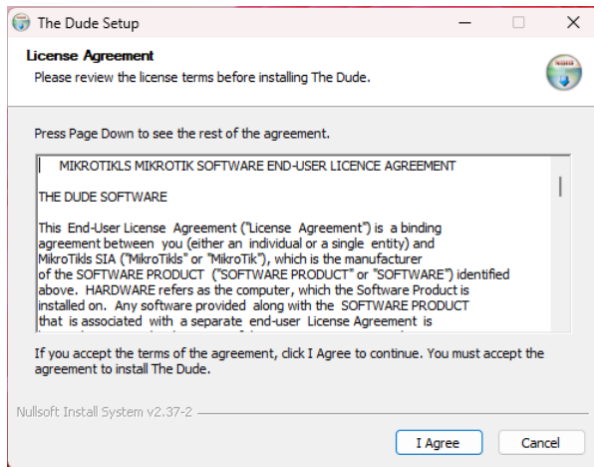 The Dude Setup
License Agreement
Please review the license terms before installing The Dude.
Press Page Down to see the rest of the agreement.
MIKROTIKLS MIKROTIK SOFTWARE END-USER LICENCE AGREEMENT
THE DUDE SOFTWARE
This End-User License Agreement ("License Agreement") is a binding
agreement between you (either an individual or a single entity) and
MikroTikls SIA ("MikroTikls" or "MikroTik"), which is the manufacturer
of the SOFTWARE PRODUCT ("SOFTWARE PRODUCT" or "SOFTWARE") identified
above. HARDWARE refers as the computer, which the Software Product is
installed on. Any software provided along with the SOFTWARE PRODUCT
that is associated with a separate end-user License Agreement is
If you accept the terms of the agreement, click I Agree to continue. You must accept the
agreement to install The Dude.
Nullsoft Install System v2.37-2
I Agree
Cancel